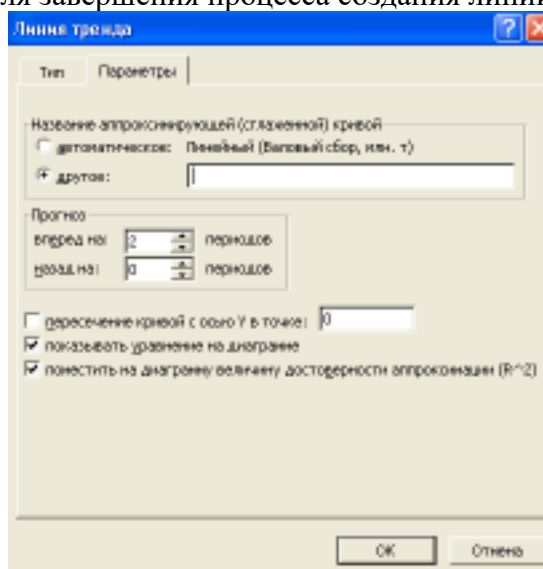 ля завершения процесса создания линии
Линия тренда
Тип Параметры
Название аппроксимирующей (сглаженной) кривой
автоматическое: Линейный (Валовый сбор, млн. т)
другое:
Прогноз
вперед на: 2 периодов
назад на: 0 периодов
пересечение кривой с осью Y в точке: 0
показывать уравнение на диаграмме
поместить на диаграмму величину достоверности аппроксимации (R^2)
ОК Отмена